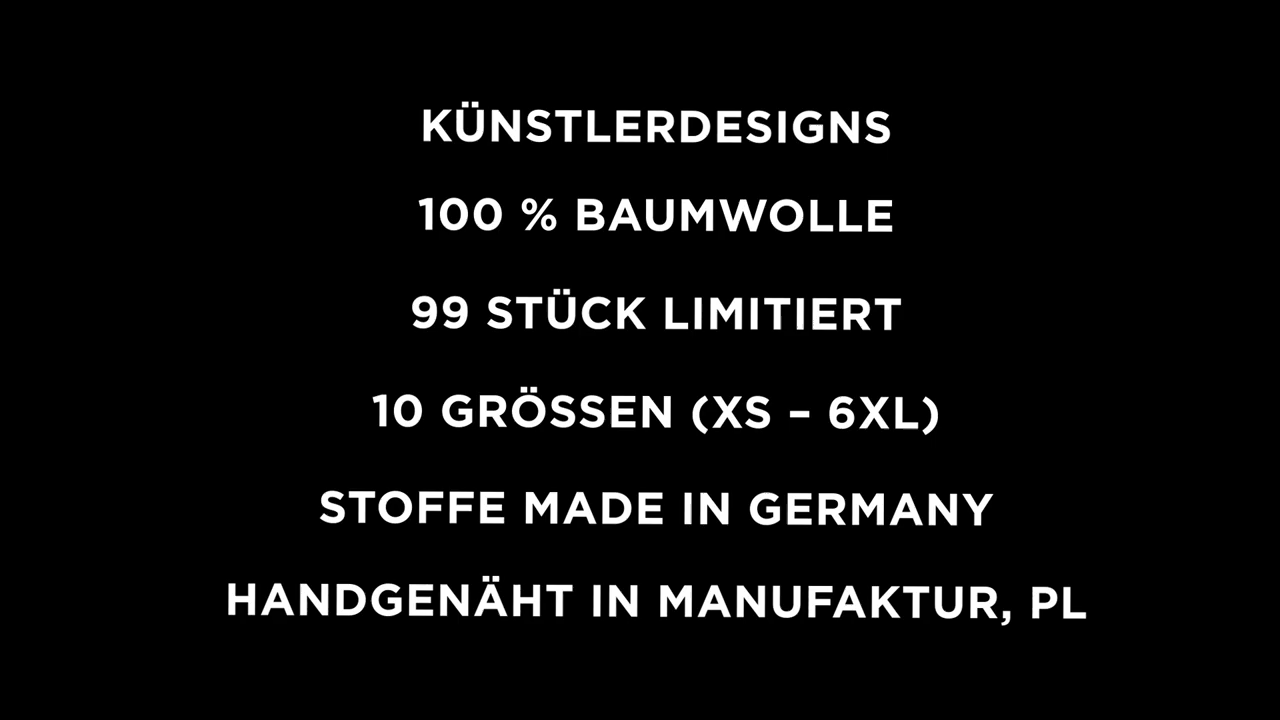 KÜNSTLERDESIGNS
100 % BAUMWOLLE
99 STÜCK LIMITIERT
10 GRÖSSEN (XS – 6XL)
STOFFE MADE IN GERMANY
HANDGENÄHT IN MANUFAKTUR, PL